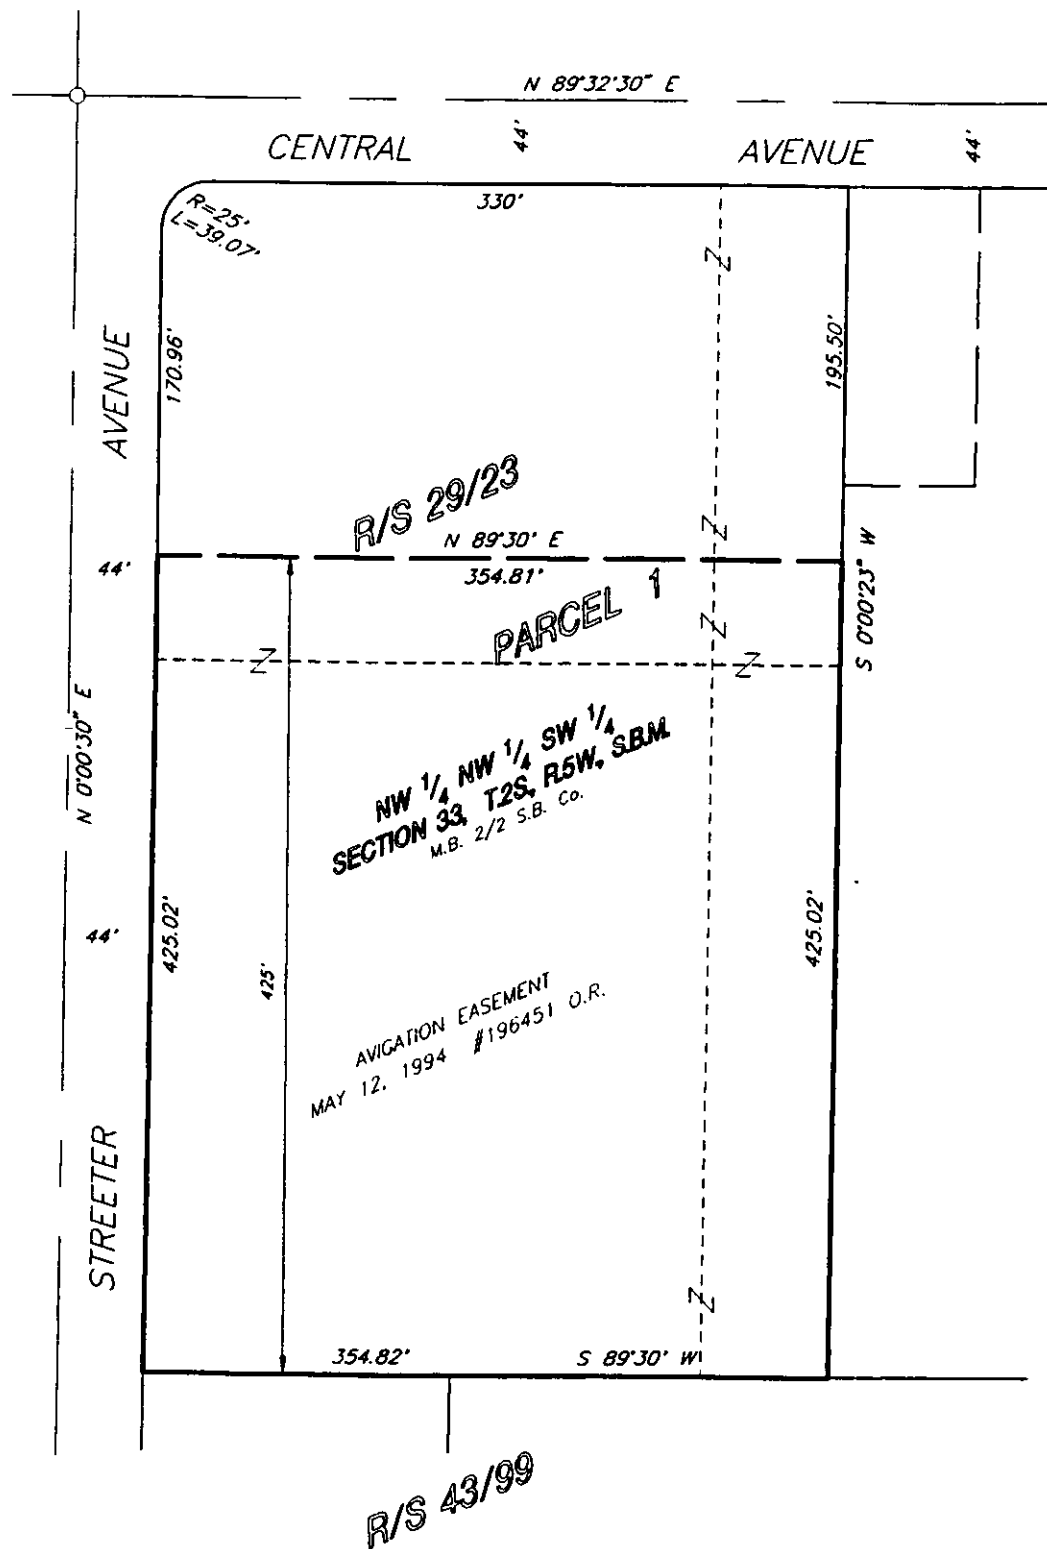 N 89°32'30" E
CENTRAL
44'
AVENUE
44'
R=25'
L=39.07'
330'
170.96'
195.50'
AVENUE
R/S 29/23
N 89°30' E
44'
354.81'
PARCEL 1
S 0°00'23" W
Z
Z
Z
Z
Z
N 0°00'30" E
NW 1/4 NW 1/4 SW 1/4
SECTION 33, T.2S., R.5W., S.B.M.
M.B. 2/2 S.B. Co.
44'
425.02'
425'
425.02'
AVIGATION EASEMENT
MAY 12, 1994 #196451 O.R.
STREETER
Z
354.82'
S 89°30' W
R/S 43/99